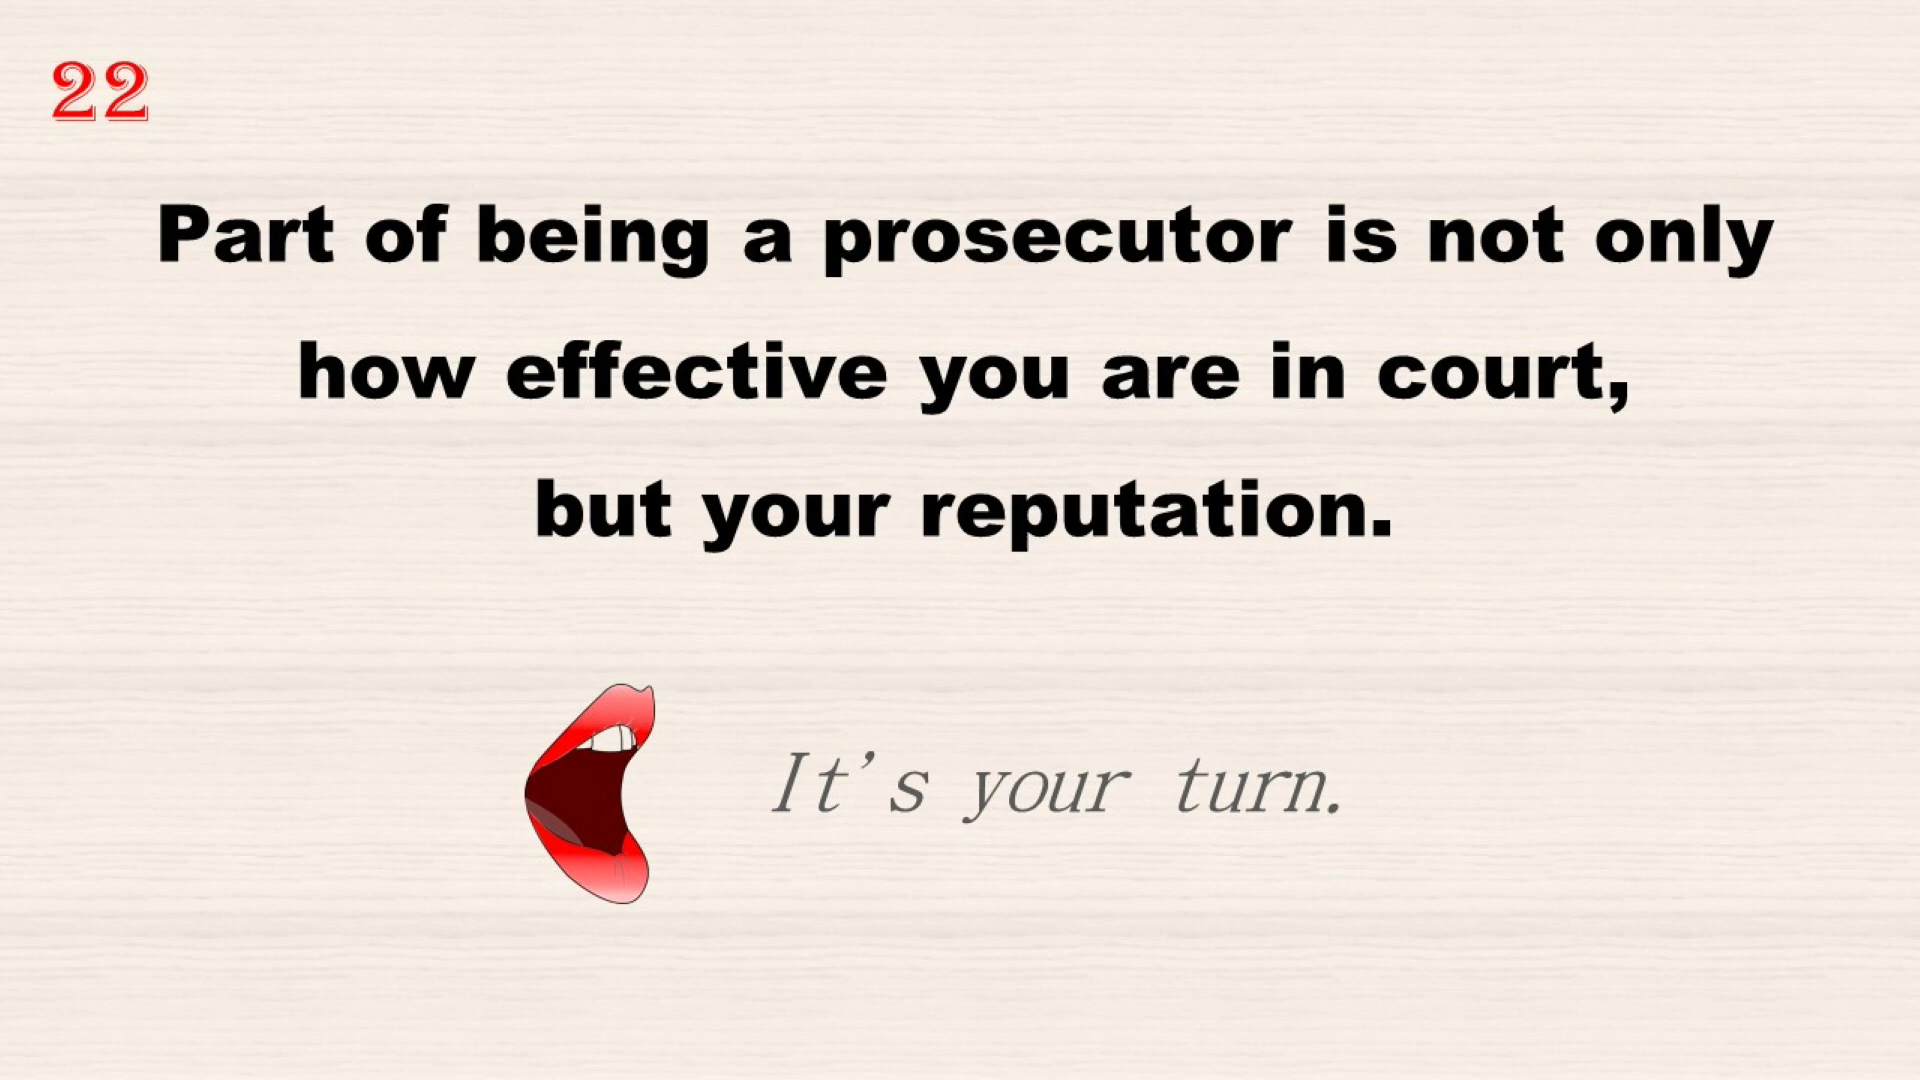 22
Part of being a prosecutor is not only
how effective you are in court,
but your reputation.
It's your turn.